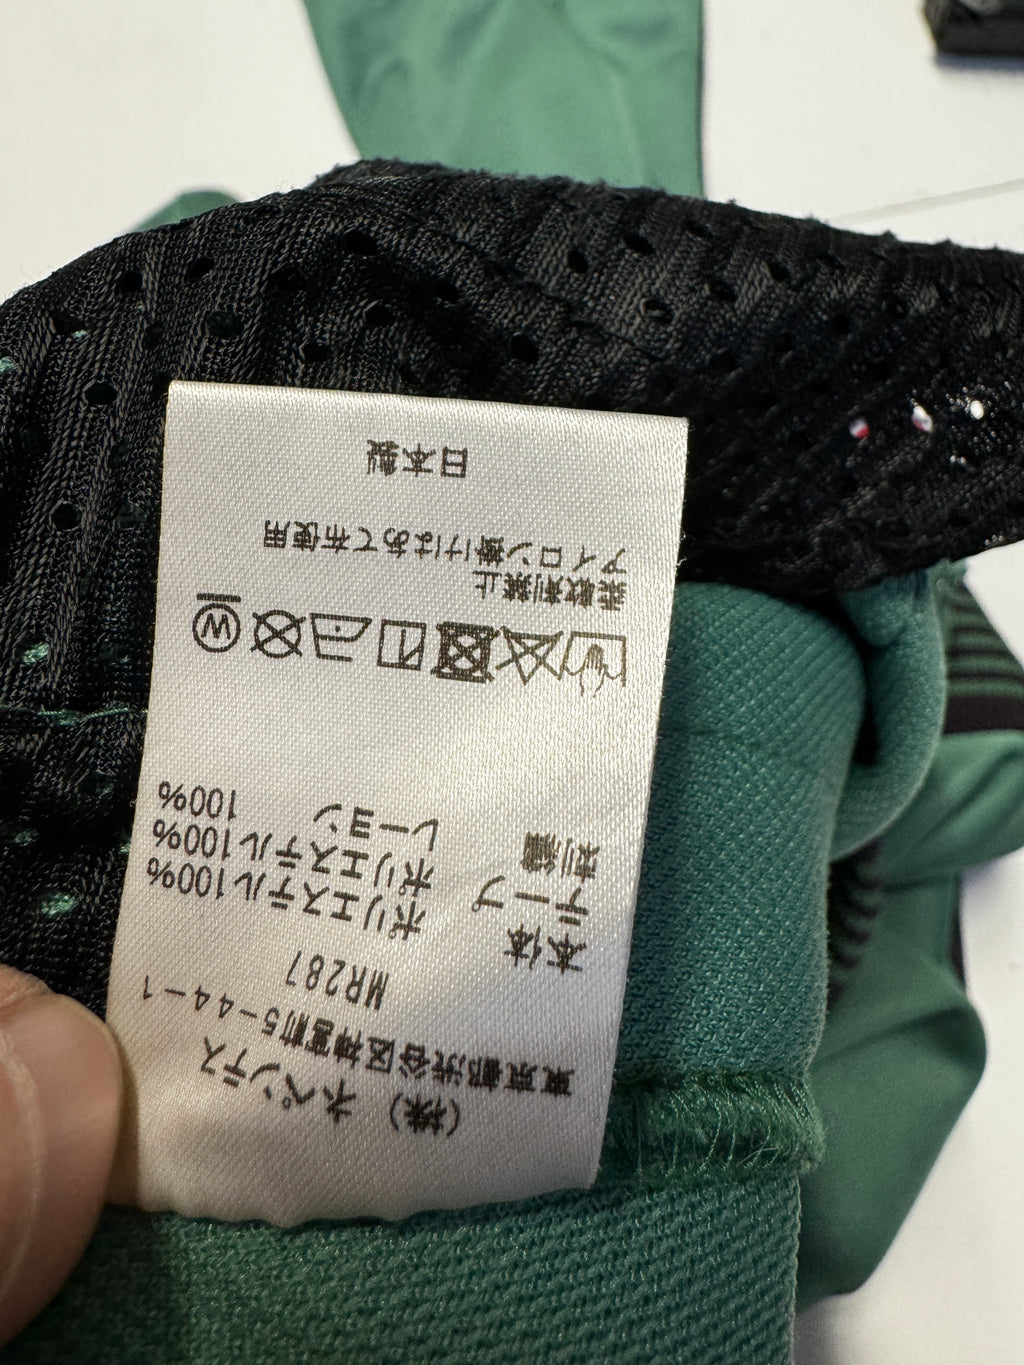 (株) ネペンテス
東京都渋谷区神宮前5-44-1
MR287
本体 ポリエステル100%
テープ ポリエステル100%
刺繍 レーヨン 100%
W
柔軟剤禁止
アイロン掛けはあて布使用
日本製